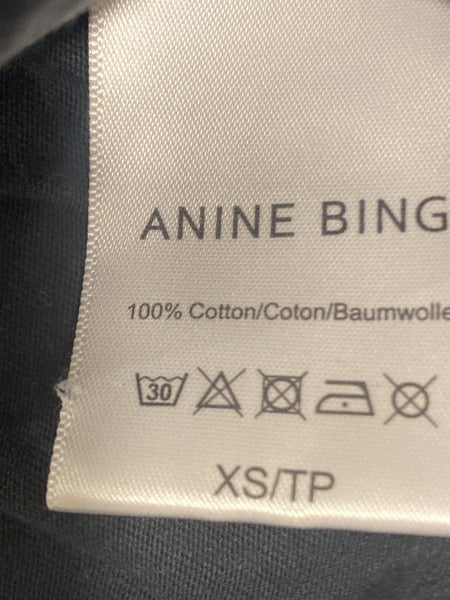 ANINE BING
100% Cotton/Coton/Baumwolle
30
XS/TP